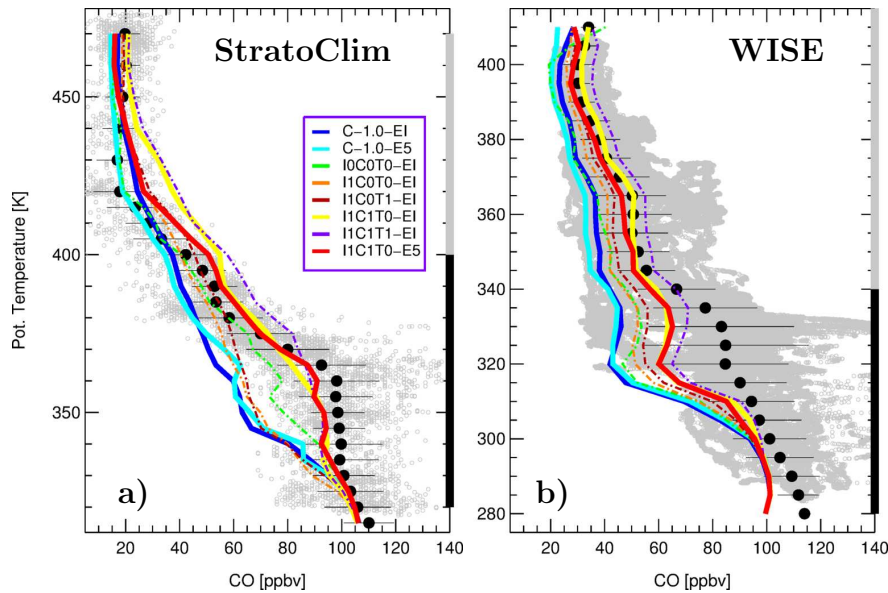 StratoClim
WISE
Pot. Temperature [K]
450
400
350
400
380
360
340
320
300
280
C-1.0-EI
C-1.0-E5
I0C0T0-EI
I1C0T0-EI
I1C0T1-EI
I1C1T0-EI
I1C1T1-EI
I1C1T0-E5
a)
b)
20 40 60 80 100 120 140
20 40 60 80 100 120 140
CO [ppbv]
CO [ppbv]